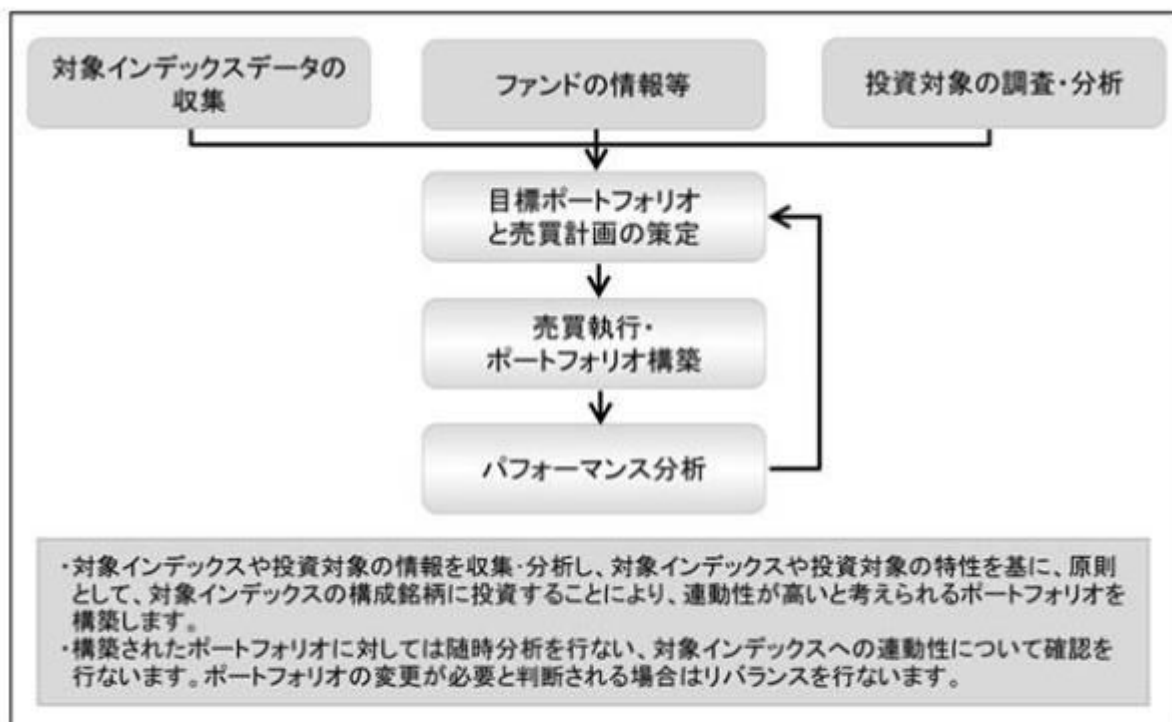 対象インデックスデータの
収集
ファンドの情報等
投資対象の調査・分析
目標ポートフォリオ
と売買計画の策定
売買執行・
ポートフォリオ構築
パフォーマンス分析
・対象インデックスや投資対象の情報を収集・分析し、対象インデックスや投資対象の特性を基に、原則
として、対象インデックスの構成銘柄に投資することにより、連動性が高いと考えられるポートフォリオを
構築します。
・構築されたポートフォリオに対しては随時分析を行ない、対象インデックスへの連動性について確認を
行ないます。ポートフォリオの変更が必要と判断される場合はリバランスを行ないます。